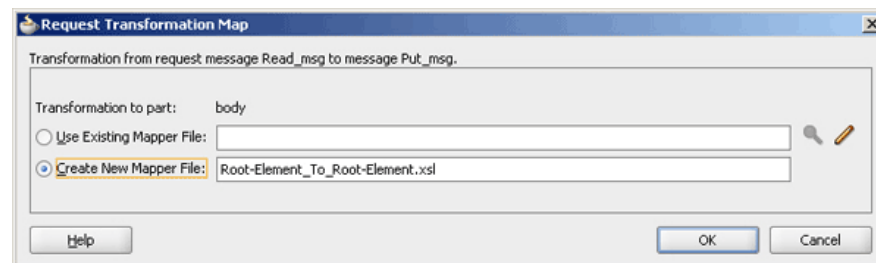 Request Transformation Map
Transformation from request message Read_msg to message Put_msg.
Transformation to part: body
Use Existing Mapper File:
Create New Mapper File: Root-Element_To_Root-Element.xsl
Help OK Cancel